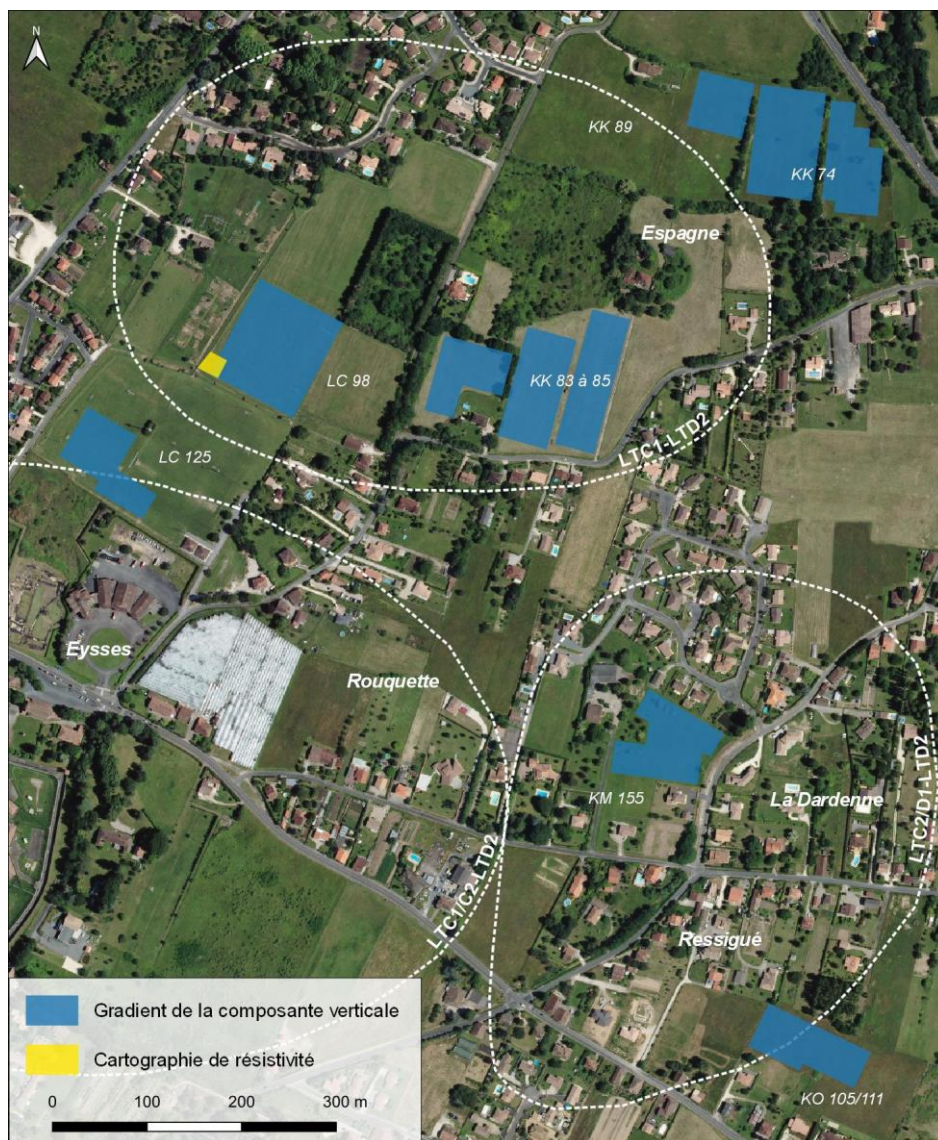 N
KK 89
KK 74
Espagne
LC 98
KK 83 à 85
LTC1-LTD2
LC 125
Eysses
Rouquette
KM 155
La Dardenne
LTC2/D1-LTD2
LTC1/C2-LTD2
Ressigué
KO 105/111
Gradient de la composante verticale
Cartographie de résistivité
0 100 200 300 m